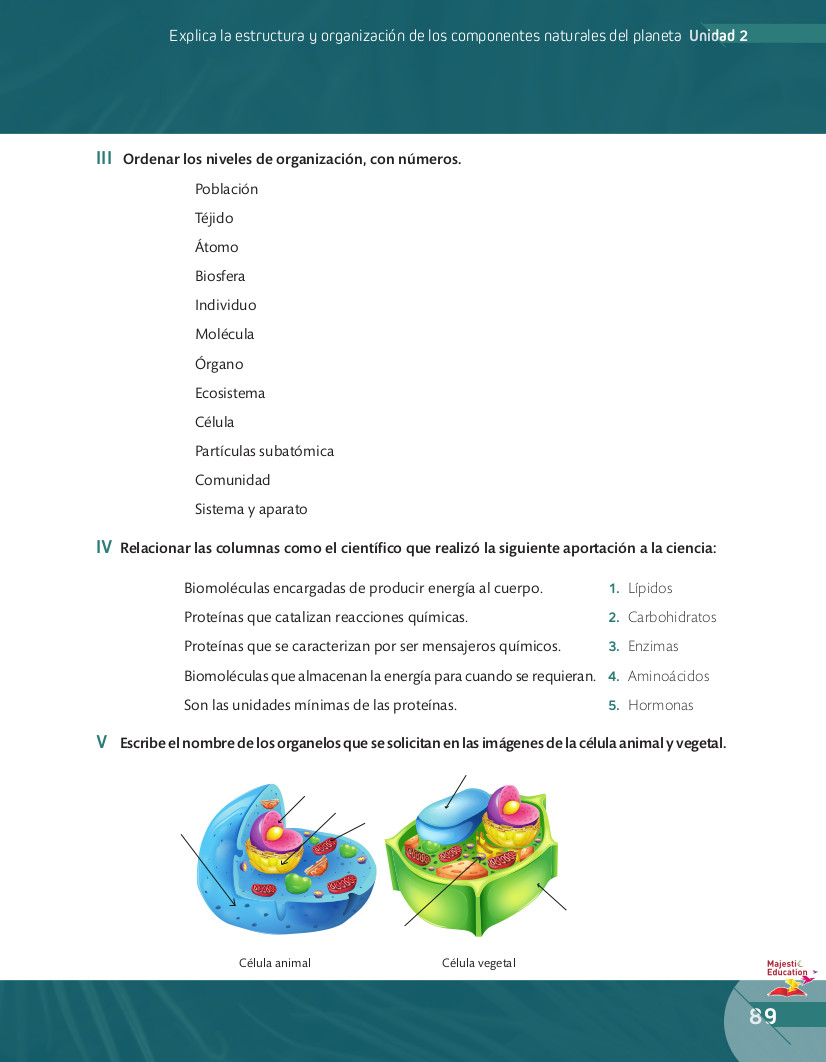 Explica la estructura y organización de los componentes naturales del planeta Unidad 2
III Ordenar los niveles de organización, con números.
Población
Téjido
Átomo
Biosfera
Individuo
Molécula
Órgano
Ecosistema
Célula
Partículas subatómica
Comunidad
Sistema y aparato
IV Relacionar las columnas como el científico que realizó la siguiente aportación a la ciencia:
Biomoléculas encargadas de producir energía al cuerpo. 1. Lípidos
Proteínas que catalizan reacciones químicas. 2. Carbohidratos
Proteínas que se caracterizan por ser mensajeros químicos. 3. Enzimas
Biomoléculas que almacenan la energía para cuando se requieran. 4. Aminoácidos
Son las unidades mínimas de las proteínas. 5. Hormonas
V Escribe el nombre de los organelos que se solicitan en las imágenes de la célula animal y vegetal.
Célula animal Célula vegetal
Majestic
Education
89